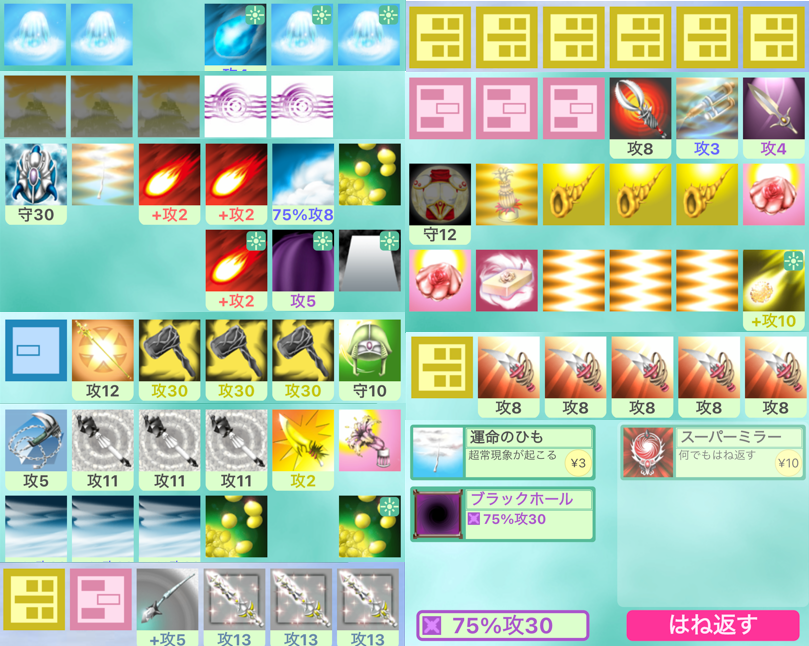 守30
+攻2
+攻2
75%攻8
+攻2
攻5
攻12
攻30
攻30
攻30
守10
攻5
攻11
攻11
攻11
攻2
+攻5
攻13
攻13
攻13
攻8
攻3
攻4
守12
+攻10
攻8
攻8
攻8
攻8
攻8
運命のひも
超常現象が起こる
¥3
ブラックホール
75%攻30
スーパーミラー
何でもはね返す
¥10
75%攻30
はね返す